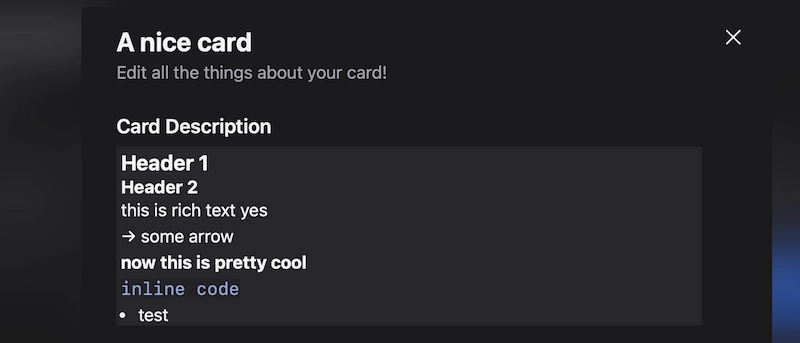 A nice card
Edit all the things about your card!
Card Description
Header 1
Header 2
this is rich text yes
→ some arrow
now this is pretty cool
inline code
• test